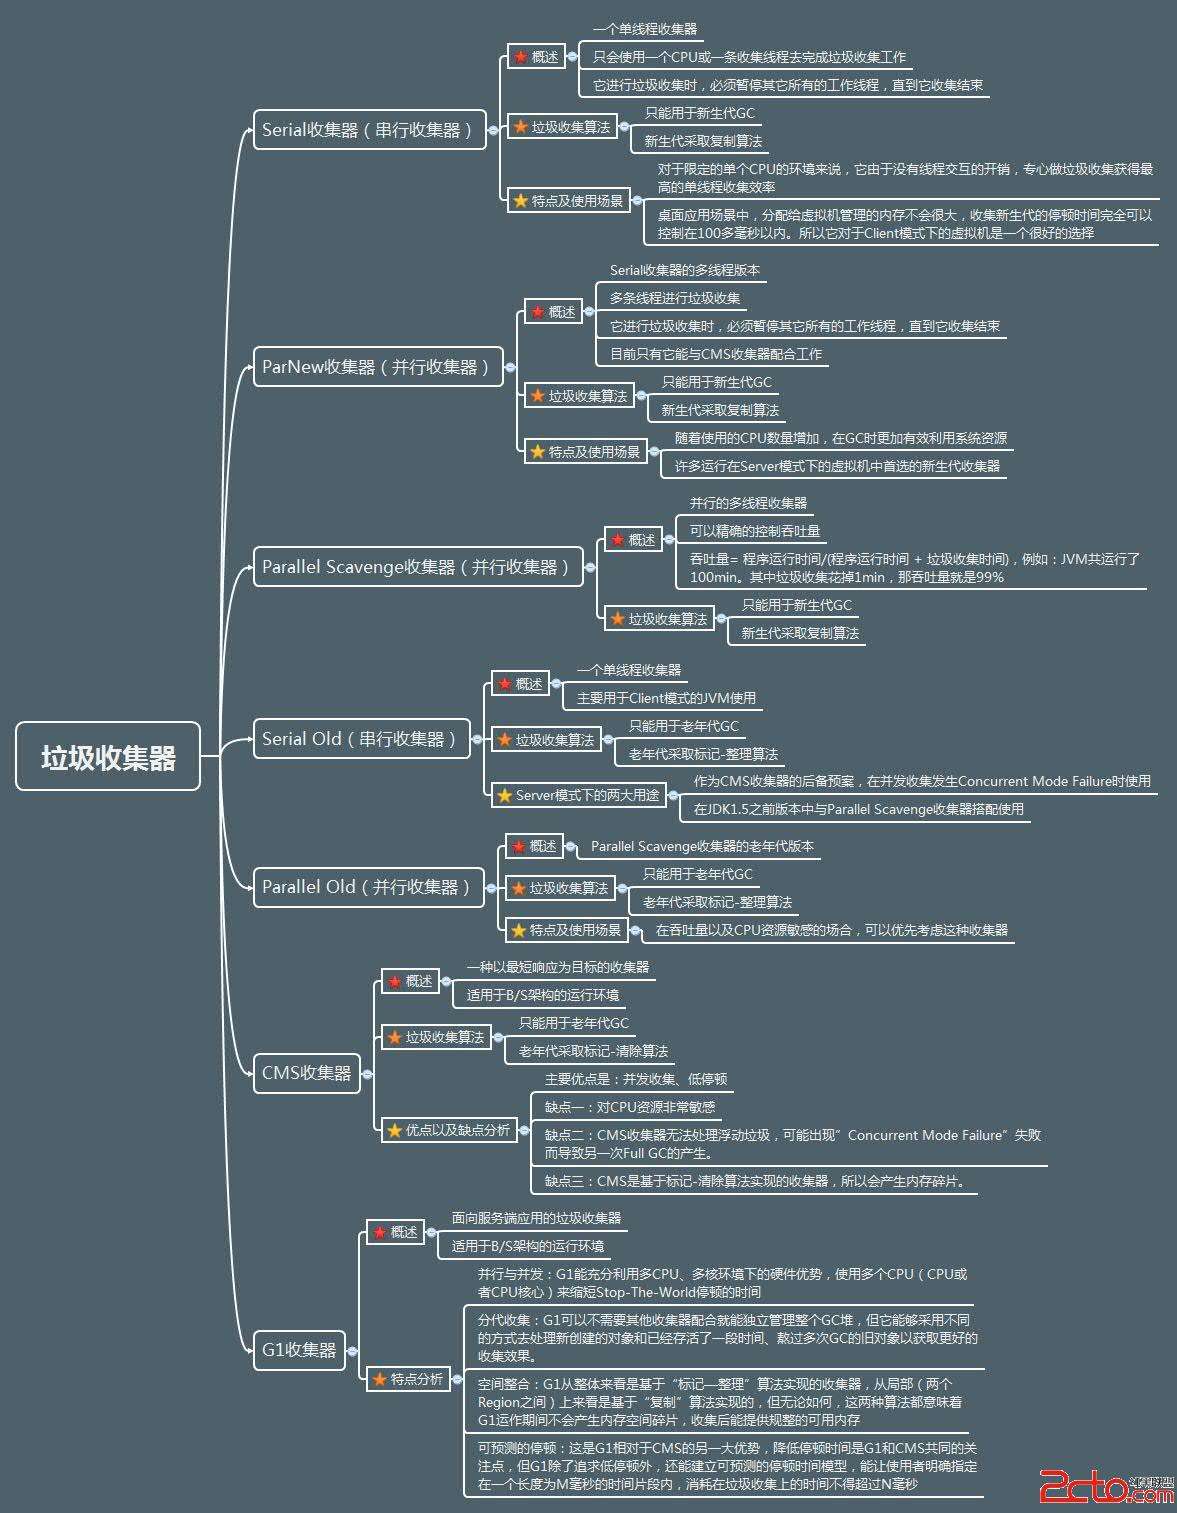 垃圾收集器
Serial收集器（串行收集器）
概述
一个单线程收集器
只会使用一个CPU或一条收集线程去完成垃圾收集工作
它进行垃圾收集时，必须暂停其它所有的工作线程，直到它收集结束
垃圾收集算法
只能用于新生代GC
新生代采取复制算法
特点及使用场景
对于限定的单个CPU的环境来说，它由于没有线程交互的开销，专心做垃圾收集获得最
高的单线程收集效率
桌面应用场景中，分配给虚拟机管理的内存不会很大，收集新生代的停顿时间完全可以
控制在100多毫秒以内。所以它对于Client模式下的虚拟机是一个很好的选择
ParNew收集器（并行收集器）
概述
Serial收集器的多线程版本
多条线程进行垃圾收集
它进行垃圾收集时，必须暂停其它所有的工作线程，直到它收集结束
目前只有它能与CMS收集器配合工作
垃圾收集算法
只能用于新生代GC
新生代采取复制算法
特点及使用场景
随着使用的CPU数量增加，在GC时更加有效利用系统资源
许多运行在Server模式下的虚拟机中首选的新生代收集器
Parallel Scavenge收集器（并行收集器）
概述
并行的多线程收集器
可以精确的控制吞吐量
吞吐量= 程序运行时间/(程序运行时间 + 垃圾收集时间)，例如：JVM共运行了
100min。其中垃圾收集花掉1min，那吞吐量就是99%
垃圾收集算法
只能用于新生代GC
新生代采取复制算法
Serial Old（串行收集器）
概述
一个单线程收集器
主要用于Client模式的JVM使用
垃圾收集算法
只能用于老年代GC
老年代采取标记-整理算法
Server模式下的两大用途
作为CMS收集器的后备预案，在并发收集发生Concurrent Mode Failure时使用
在JDK1.5之前版本中与Parallel Scavenge收集器搭配使用
Parallel Old（并行收集器）
概述
Parallel Scavenge收集器的老年代版本
垃圾收集算法
只能用于老年代GC
老年代采取标记-整理算法
特点及使用场景
在吞吐量以及CPU资源敏感的场合，可以优先考虑这种收集器
CMS收集器
概述
一种以最短响应为目标的收集器
适用于B/S架构的运行环境
垃圾收集算法
只能用于老年代GC
老年代采取标记-清除算法
优点以及缺点分析
主要优点是：并发收集、低停顿
缺点一：对CPU资源非常敏感
缺点二：CMS收集器无法处理浮动垃圾，可能出现”Concurrent Mode Failure”失败
而导致另一次Full GC的产生。
缺点三：CMS是基于标记-清除算法实现的收集器，所以会产生内存碎片。
G1收集器
概述
面向服务端应用的垃圾收集器
适用于B/S架构的运行环境
特点分析
并行与并发：G1能充分利用多CPU、多核环境下的硬件优势，使用多个CPU（CPU或
者CPU核心）来缩短Stop-The-World停顿的时间
分代收集：G1可以不需要其他收集器配合就能独立管理整个GC堆，但它能够采用不同
的方式去处理新创建的对象和已经存活了一段时间、熬过多次GC的旧对象以获取更好的
收集效果。
空间整合：G1从整体来看是基于“标记—整理”算法实现的收集器，从局部（两个
Region之间）上来看是基于“复制”算法实现的，但无论如何，这两种算法都意味着
G1运作期间不会产生内存空间碎片，收集后能提供规整的可用内存
可预测的停顿：这是G1相对于CMS的另一大优势，降低停顿时间是G1和CMS共同的关
注点，但G1除了追求低停顿外，还能建立可预测的停顿时间模型，能让使用者明确指定
在一个长度为M毫秒的时间片段内，消耗在垃圾收集上的时间不得超过N毫秒
2cto.com